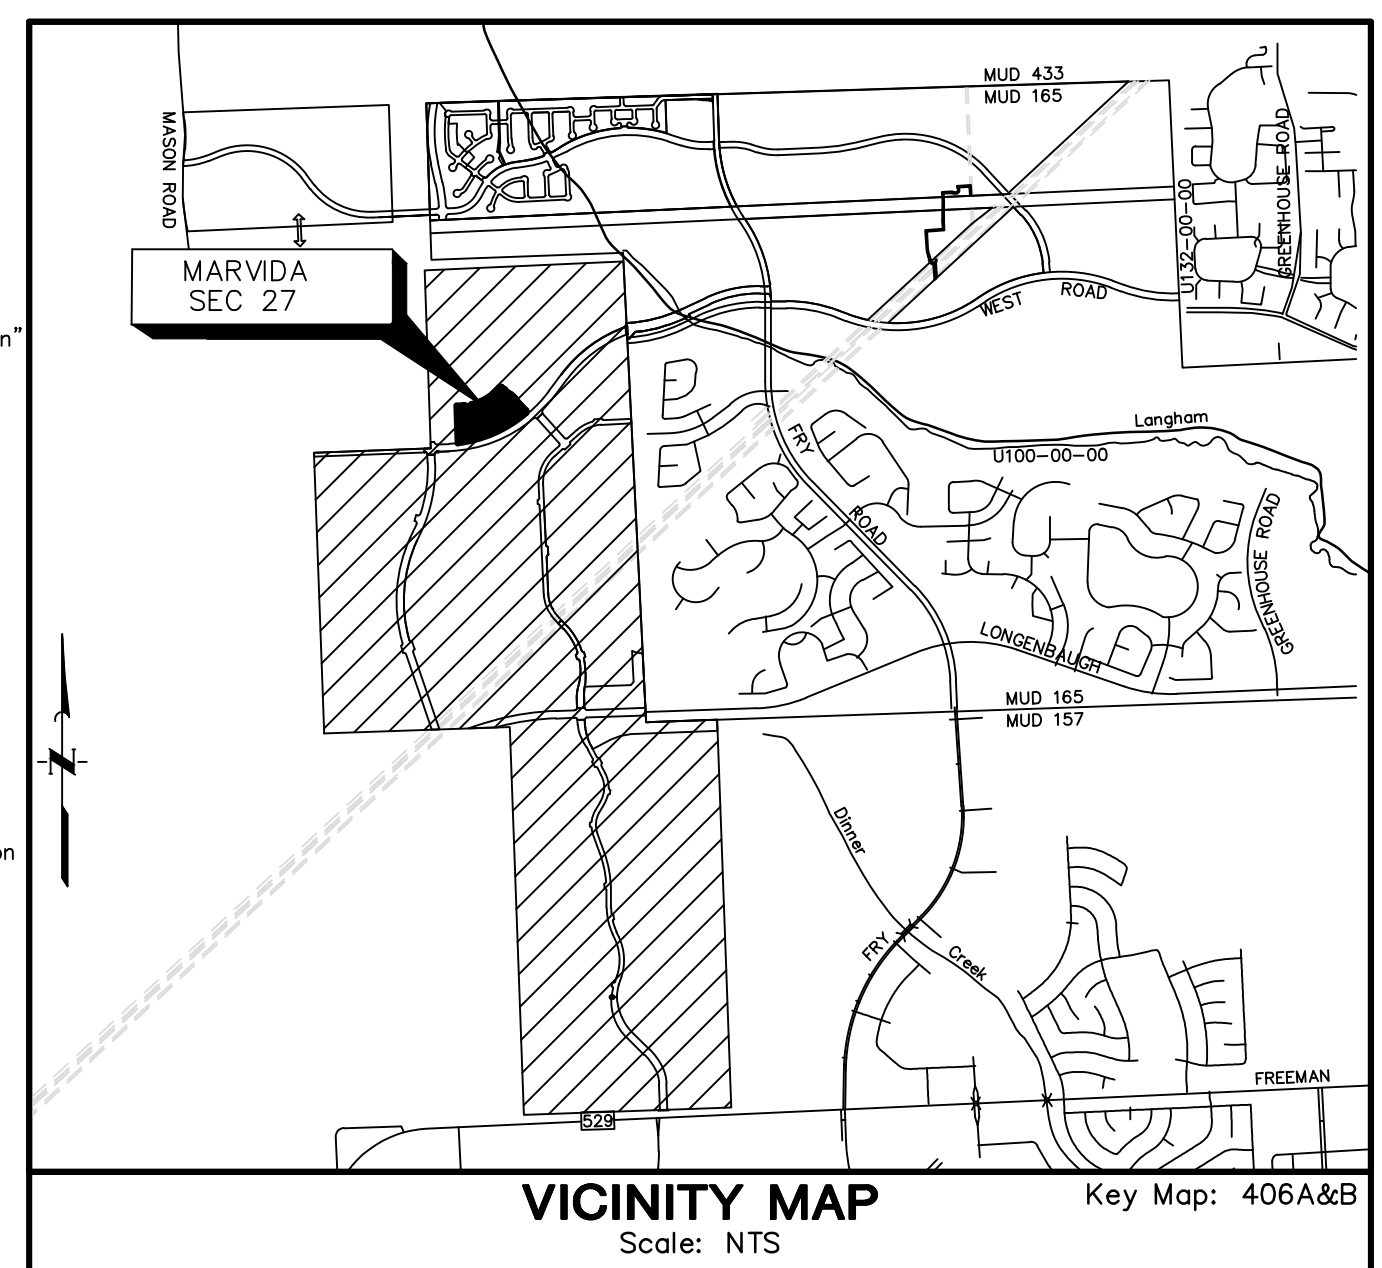 MUD 433
MUD 165
MASON ROAD
GREENHOUSE ROAD
U132-00-00
MARVIDA
SEC 27
WEST ROAD
n"
Langham
U100-00-00
FRY ROAD
GREENHOUSE ROAD
LONGENBAUGH
MUD 165
MUD 157
N
Dinner Creek
on
FRY
FREEMAN
529
VICINITY MAP
Scale: NTS
Key Map: 406A&B